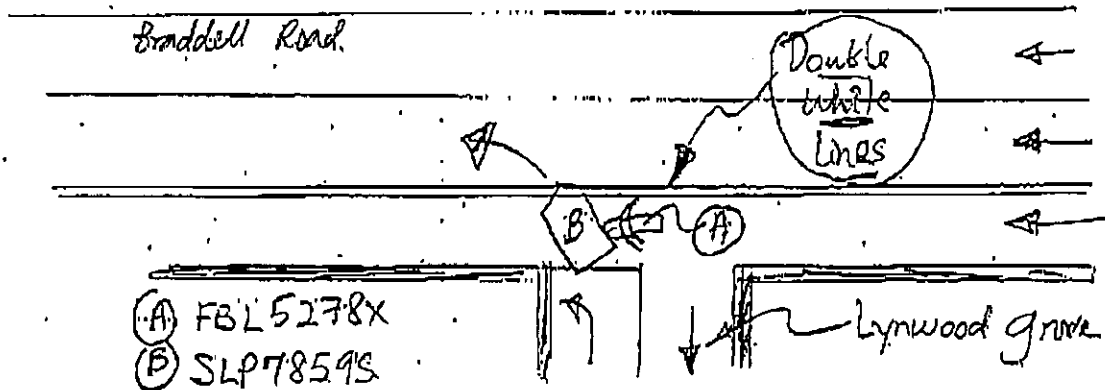 Braddell Road.
Double
white
Lines
B
A
A FBL5278X
B SLP7859S
Lynwood Grove